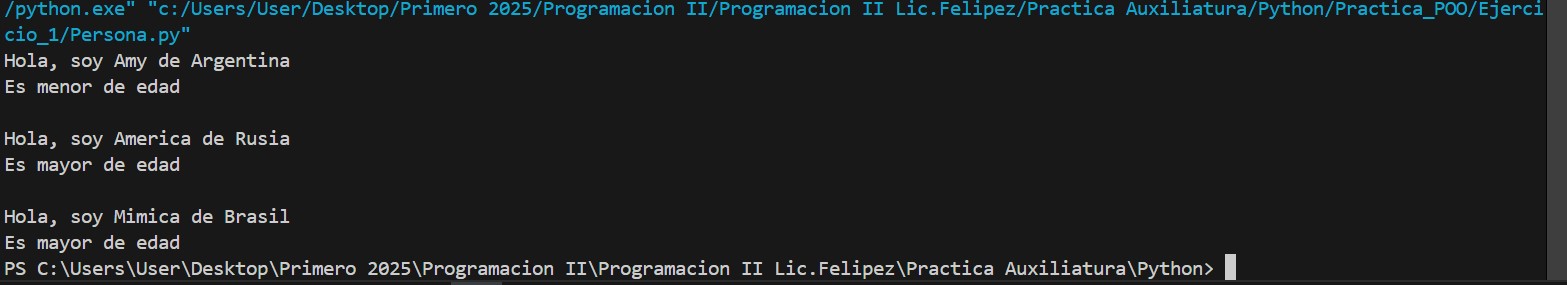 /python.exe" "c:/Users/User/Desktop/Primero 2025/Programacion II/Programacion II Lic.Felipez/Practica Auxiliatura/Python/Practica_POO/Ejerci
cio_1/Persona.py"
Hola, soy Amy de Argentina
Es menor de edad
Hola, soy America de Rusia
Es mayor de edad
Hola, soy Mimica de Brasil
Es mayor de edad
PS C:\Users\User\Desktop\Primero 2025\Programacion II\Programacion II Lic.Felipez\Practica Auxiliatura\Python>